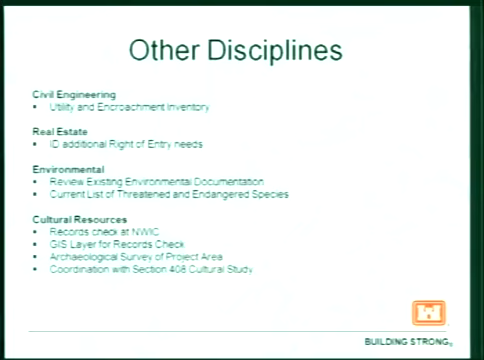 Other Disciplines
Civil Engineering
▪ Utility and Encroachment Inventory
Real Estate
▪ ID additional Right of Entry needs
Environmental
▪ Review Existing Environmental Documentation
▪ Current List of Threatened and Endangered Species
Cultural Resources
▪ Records check at NWIC
▪ GIS Layer for Records Check
▪ Archaeological Survey of Project Area
▪ Coordination with Section 408 Cultural Study
BUILDING STRONG®